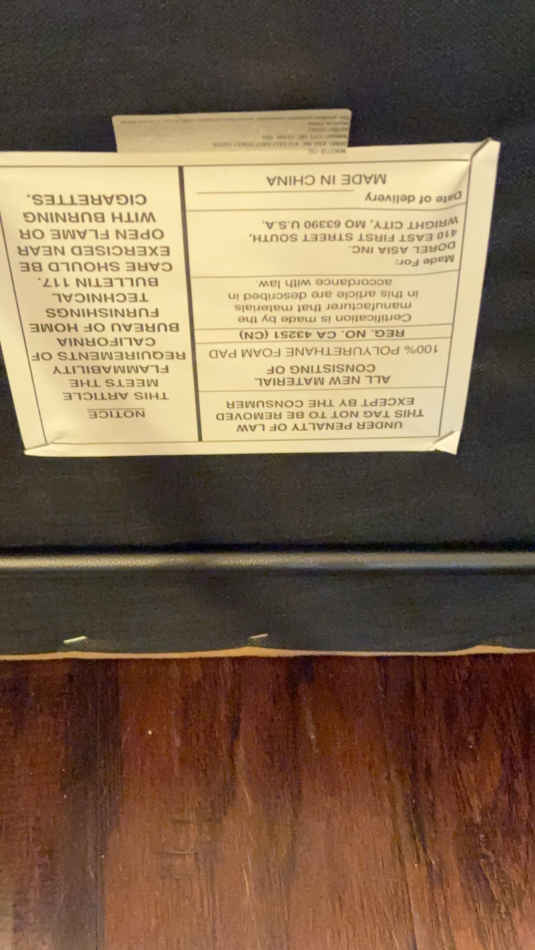 UNDER PENALTY OF LAW
THIS TAG NOT TO BE REMOVED
EXCEPT BY THE CONSUMER
ALL NEW MATERIAL
CONSISTING OF
100% POLYURETHANE FOAM PAD
REG. NO. CA 43251 (CN)
Certification is made by the
manufacturer that materials
in this article are described in
accordance with law
Made For:
DOREL ASIA INC.
410 EAST FIRST STREET SOUTH,
WRIGHT CITY, MO 63390 U.S.A.
Date of delivery
MADE IN CHINA
NOTICE
THIS ARTICLE
MEETS THE
FLAMMABILITY
REQUIREMENTS OF
CALIFORNIA
BUREAU OF HOME
FURNISHINGS
TECHNICAL
BULLETIN 117.
CARE SHOULD BE
EXERCISED NEAR
OPEN FLAME OR
WITH BURNING
CIGARETTES.